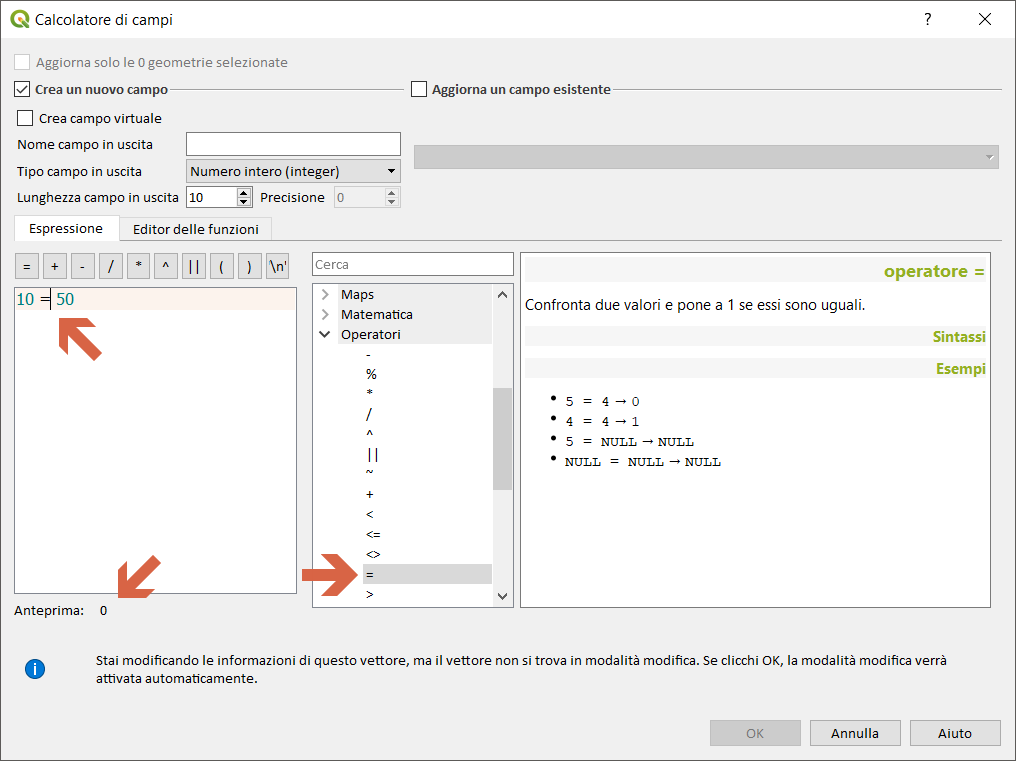 Calcolatore di campi
?
Aggiorna solo le 0 geometrie selezionate
Crea un nuovo campo
Aggiorna un campo esistente
Crea campo virtuale
Nome campo in uscita
Tipo campo in uscita Numero intero (integer)
Lunghezza campo in uscita 10 Precisione 0
Espressione Editor delle funzioni
= + - / * ^ || ( ) \n'
10 = 50
Anteprima: 0
Cerca
Maps
Matematica
Operatori
-
%
*
/
^
||
~
+
<
<=
<>
=
>
operatore =
Confronta due valori e pone a 1 se essi sono uguali.
Sintassi
Esempi
• 5 = 4 → 0
• 4 = 4 → 1
• 5 = NULL → NULL
• NULL = NULL → NULL
Stai modificando le informazioni di questo vettore, ma il vettore non si trova in modalità modifica. Se clicchi OK, la modalità modifica verrà
attivata automaticamente.
OK Annulla Aiuto